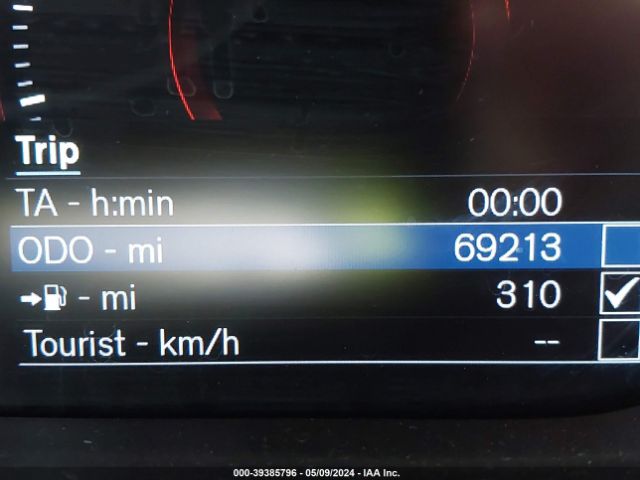 Trip
TA - h:min 00:00
ODO - mi 69213
- mi 310
Tourist - km/h --
000-39385796 - 05/09/2024 - IAA Inc.